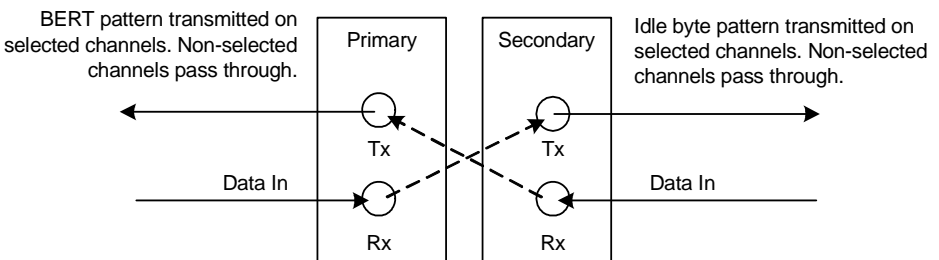 BERT pattern transmitted on
selected channels. Non-selected
channels pass through.
Primary
Secondary
Idle byte pattern transmitted on
selected channels. Non-selected
channels pass through.
Tx
Tx
Data In
Data In
Rx
Rx